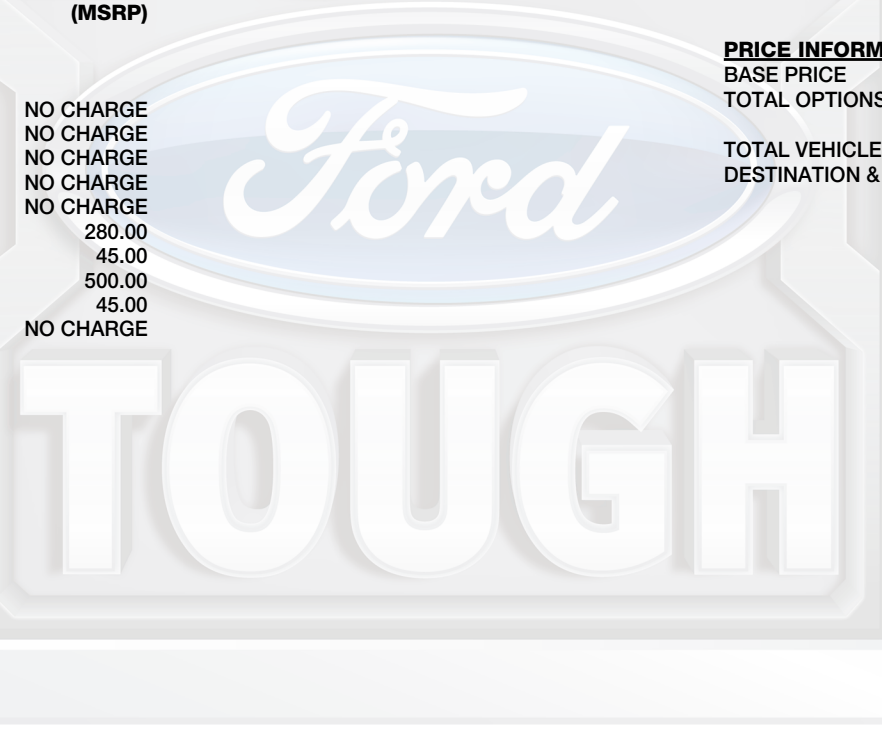 (MSRP)
NO CHARGE
NO CHARGE
NO CHARGE
NO CHARGE
NO CHARGE
280.00
45.00
500.00
45.00
NO CHARGE
PRICE INFORM
BASE PRICE
TOTAL OPTIONS
TOTAL VEHICLE
DESTINATION &
Ford
TOUGH